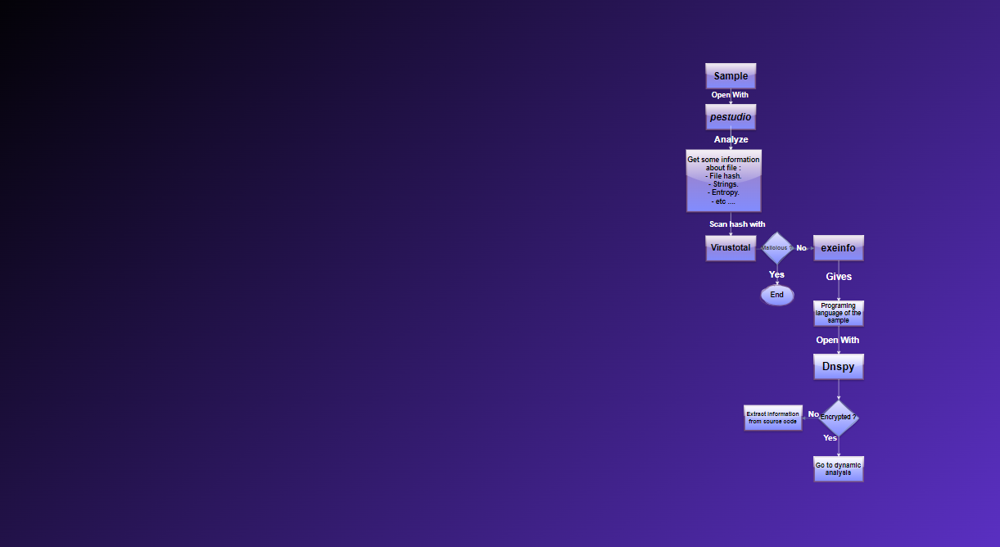 Sample
Open With
pestudio
Analyze
Get some information
about file :
- File hash.
- Strings.
- Entropy.
- etc ....
Scan hash with
Virustotal
Malicious ?
No
exeinfo
Yes
Gives
End
Programing
language of the
sample
Open With
Dnspy
Encrypted ?
No
Extract information
from source code
Yes
Go to dynamic
analysis